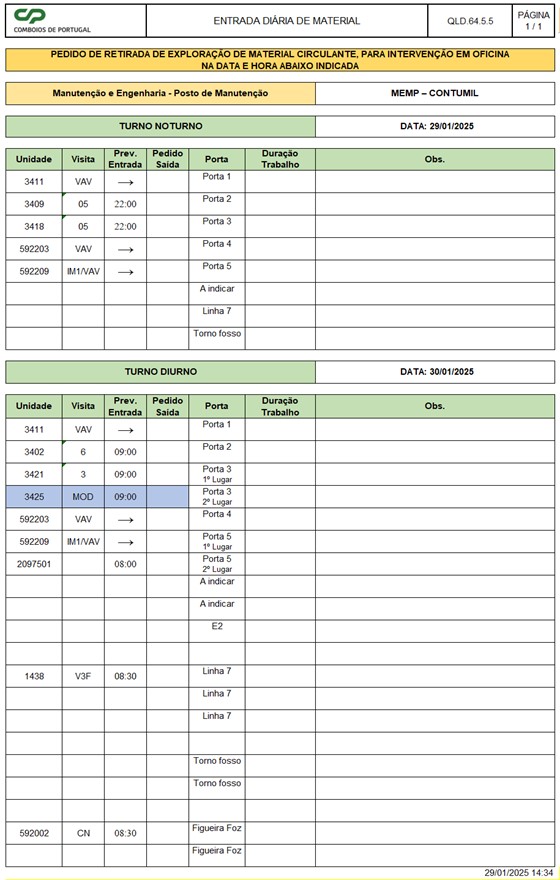 CP
COMBOIOS DE PORTUGAL
ENTRADA DIÁRIA DE MATERIAL
QLD.64.5.5
PÁGINA
1 / 1
PEDIDO DE RETIRADA DE EXPLORAÇÃO DE MATERIAL CIRCULANTE, PARA INTERVENÇÃO EM OFICINA
NA DATA E HORA ABAIXO INDICADA
Manutenção e Engenharia - Posto de Manutenção MEMP – CONTUMIL
TURNO NOTURNO DATA: 29/01/2025
Unidade Visita Prev. Entrada Pedido Saída Porta Duração Trabalho Obs.
3411 VAV → Porta 1
3409 05 22:00 Porta 2
3418 05 22:00 Porta 3
592203 VAV → Porta 4
592209 IM1/VAV → Porta 5
A indicar
Linha 7
Torno fosso
TURNO DIURNO DATA: 30/01/2025
Unidade Visita Prev. Entrada Pedido Saída Porta Duração Trabalho Obs.
3411 VAV → Porta 1
3402 6 09:00 Porta 2
3421 3 09:00 Porta 3 1º Lugar
3425 MOD 09:00 Porta 3 2º Lugar
592203 VAV → Porta 4
592209 IM1/VAV → Porta 5 1º Lugar
2097501 08:00 Porta 5 2º Lugar
A indicar
A indicar
E2
1438 V3F 08:30 Linha 7
Linha 7
Linha 7
Torno fosso
Torno fosso
592002 CN 08:30 Figueira Foz
Figueira Foz
29/01/2025 14:34